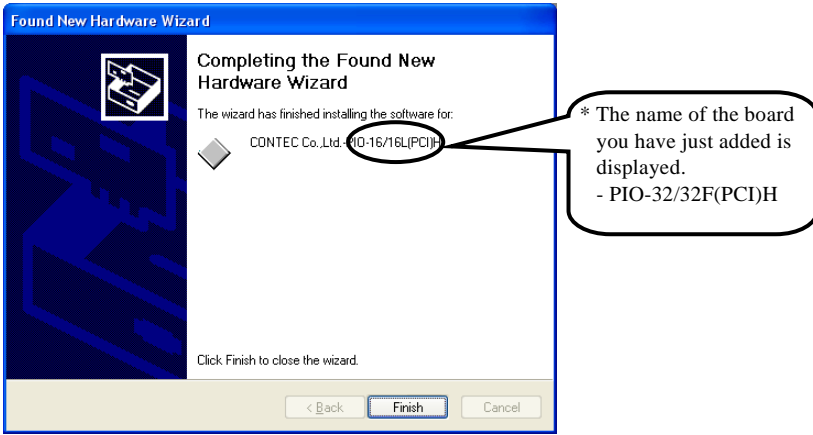 Found New Hardware Wizard
Completing the Found New
Hardware Wizard
The wizard has finished installing the software for:
CONTEC Co.,Ltd.-PIO-16/16L(PCI)H
Click Finish to close the wizard.
< Back
Finish
Cancel
* The name of the board
you have just added is
displayed.
- PIO-32/32F(PCI)H